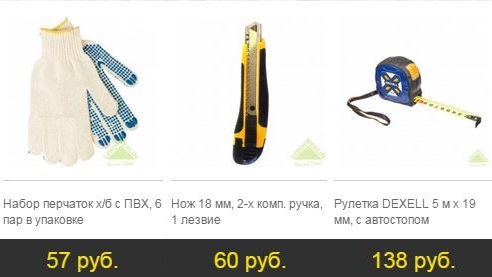 Набор перчаток х/б с ПВХ, 6
пар в упаковке
57 руб.
Нож 18 мм, 2-х комп. ручка,
1 лезвие
60 руб.
Рулетка DEXELL 5 м х 19
мм, с автостопом
138 руб.